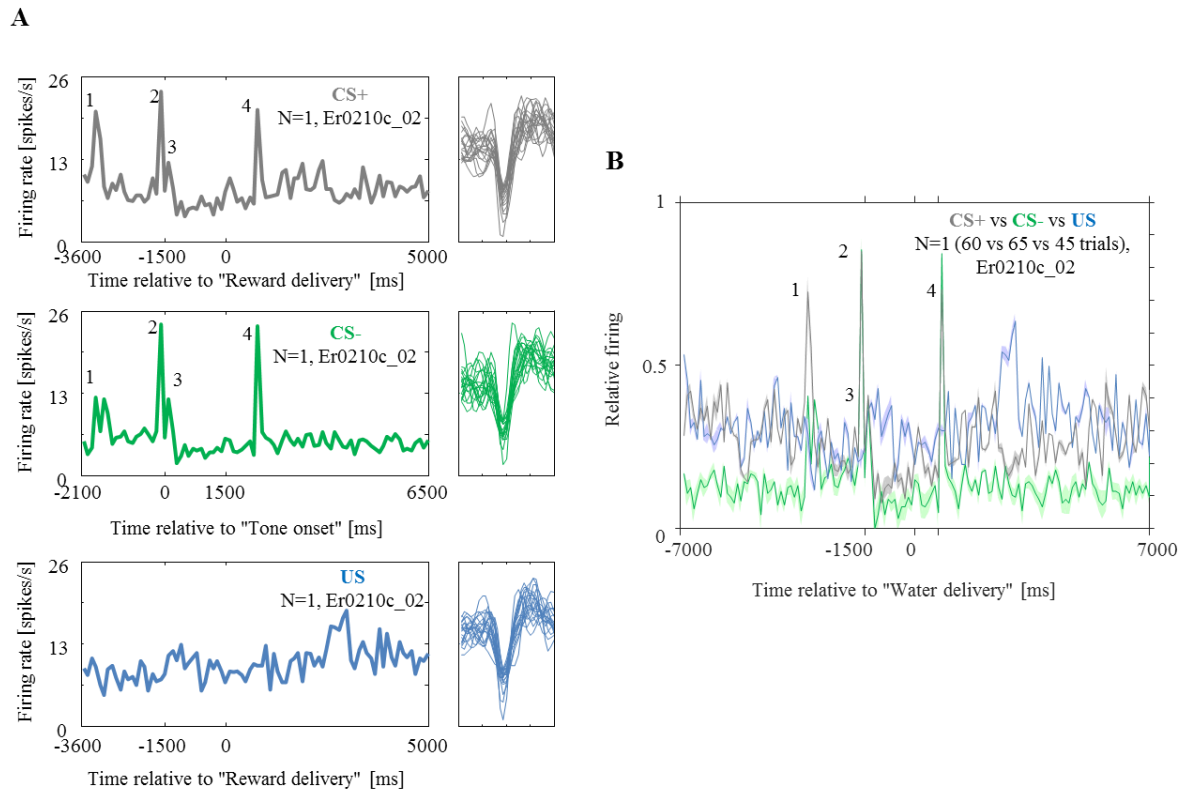 A
Firing rate [spikes/s]
26
13
0
1
2
3
4
CS+
N=1, Er0210c_02
-3600
-1500
0
5000
Time relative to "Reward delivery" [ms]
Firing rate [spikes/s]
26
13
0
1
2
3
4
CS-
N=1, Er0210c_02
-2100
0
1500
6500
Time relative to "Tone onset" [ms]
Firing rate [spikes/s]
26
13
0
US
N=1, Er0210c_02
-3600
-1500
0
5000
Time relative to "Reward delivery" [ms]
B
Relative firing
1
0.5
0
CS+ vs CS- vs US
N=1 (60 vs 65 vs 45 trials),
Er0210c_02
1
2
3
4
-7000
-1500
0
7000
Time relative to "Water delivery" [ms]